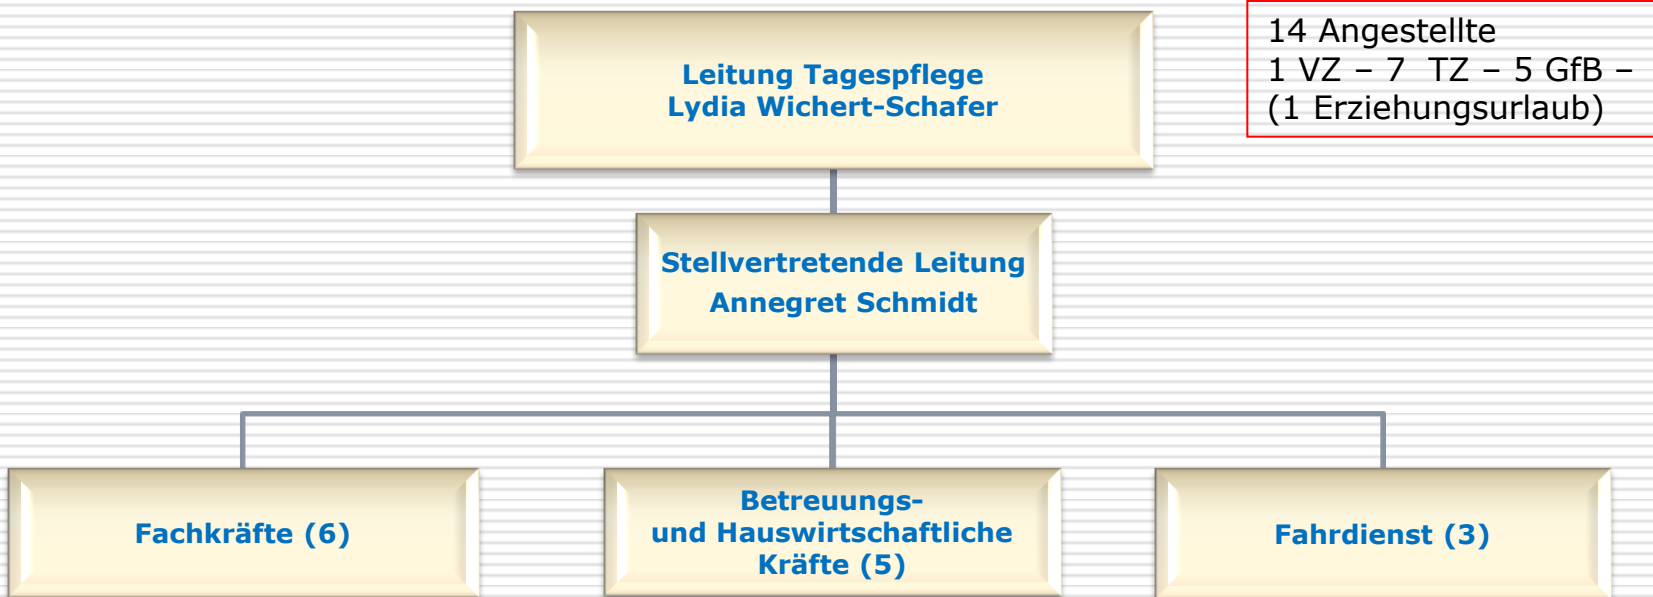 Leitung Tagespflege
Lydia Wichert-Schafer
14 Angestellte
1 VZ – 7 TZ – 5 GfB –
(1 Erziehungsurlaub)
Stellvertretende Leitung
Annegret Schmidt
Fachkräfte (6)
Betreuungs-
und Hauswirtschaftliche
Kräfte (5)
Fahrdienst (3)